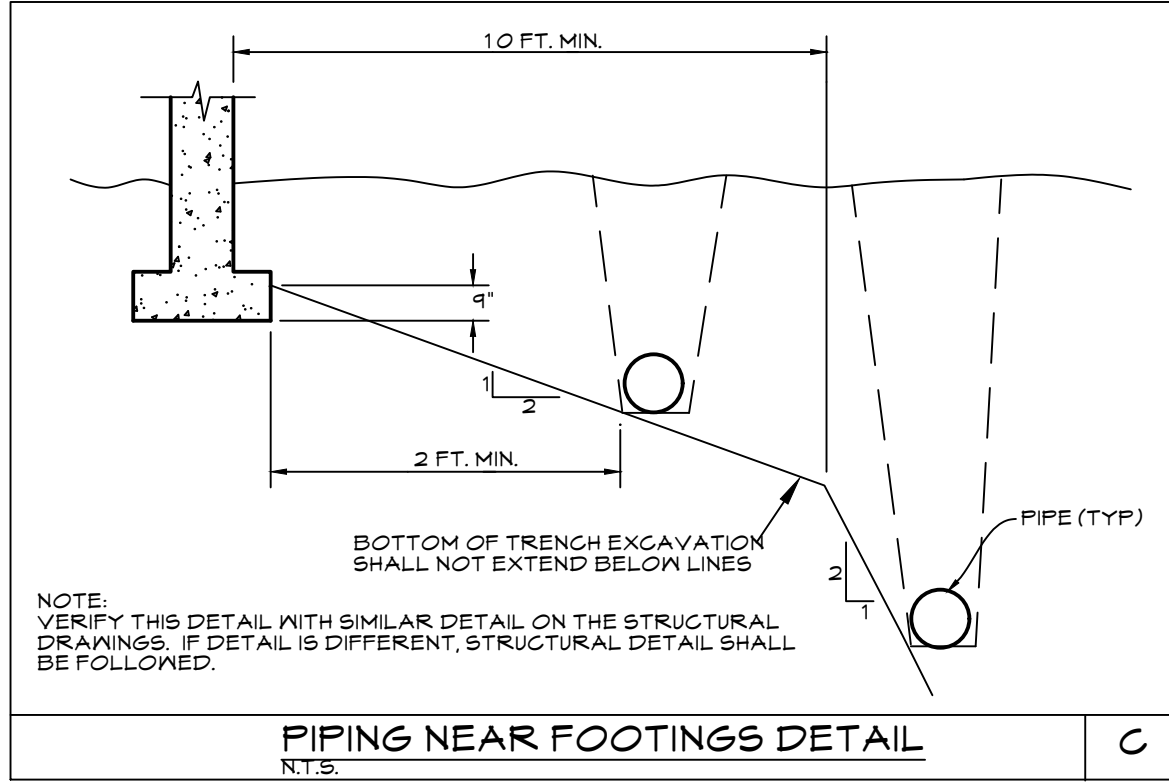 10 FT. MIN.
9"
1
2
2 FT. MIN.
BOTTOM OF TRENCH EXCAVATION
SHALL NOT EXTEND BELOW LINES
PIPE (TYP)
2
1
NOTE:
VERIFY THIS DETAIL WITH SIMILAR DETAIL ON THE STRUCTURAL
DRAWINGS. IF DETAIL IS DIFFERENT, STRUCTURAL DETAIL SHALL
BE FOLLOWED.
PIPING NEAR FOOTINGS DETAIL
N.T.S.
C